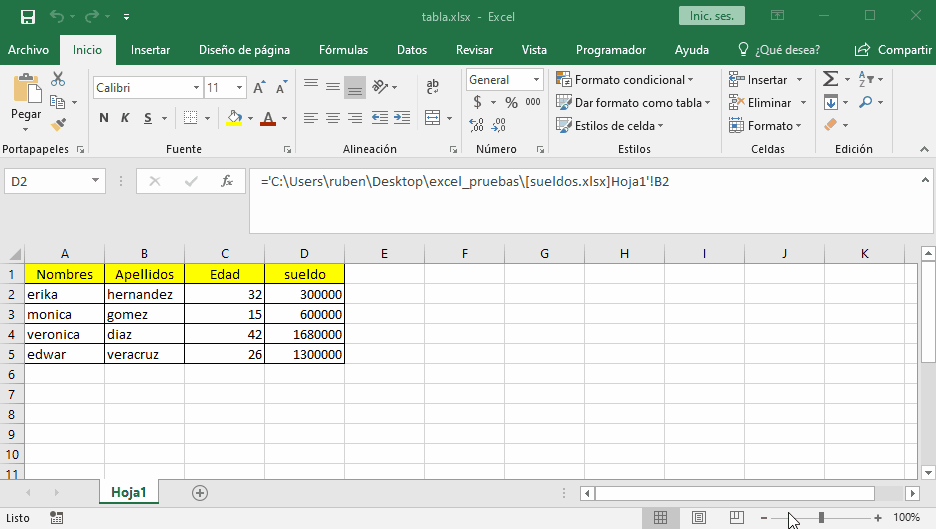 tabla.xlsx - Excel
Inic. ses.
Archivo Inicio Insertar Diseño de página Fórmulas Datos Revisar Vista Programador Ayuda ¿Qué desea? Compartir
Pegar
Calibri 11
N K S A
ab
General
$ % 000
Formato condicional
Dar formato como tabla
Estilos de celda
Insertar
Eliminar
Formato
Portapapeles Fuente Alineación Número Estilos Celdas Edición
D2 fx ='C:\Users\ruben\Desktop\excel_pruebas\[sueldos.xlsx]Hoja1'!B2
A B C D E F G H I J K
1 Nombres Apellidos Edad sueldo
2 erika hernandez 32 300000
3 monica gomez 15 600000
4 veronica diaz 42 1680000
5 edwar veracruz 26 1300000
6
7
8
9
10
11
Hoja1
Listo 100%